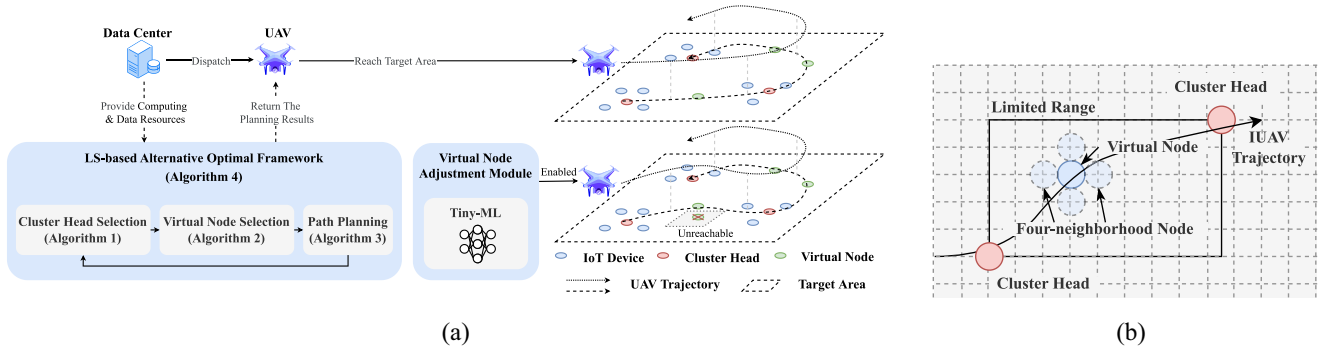 Data Center
UAV
Dispatch
Reach Target Area
Provide Computing
& Data Resources
Return The
Planning Results
LS-based Alternative Optimal Framework
(Algorithm 4)
Cluster Head Selection
(Algorithm 1)
Virtual Node Selection
(Algorithm 2)
Path Planning
(Algorithm 3)
Virtual Node
Adjustment Module
Tiny-ML
Enabled
Unreachable
IoT Device
Cluster Head
Virtual Node
UAV Trajectory
Target Area
(a)
Cluster Head
Limited Range
Virtual Node
IUAV
Trajectory
Four-neighborhood Node
Cluster Head
(b)